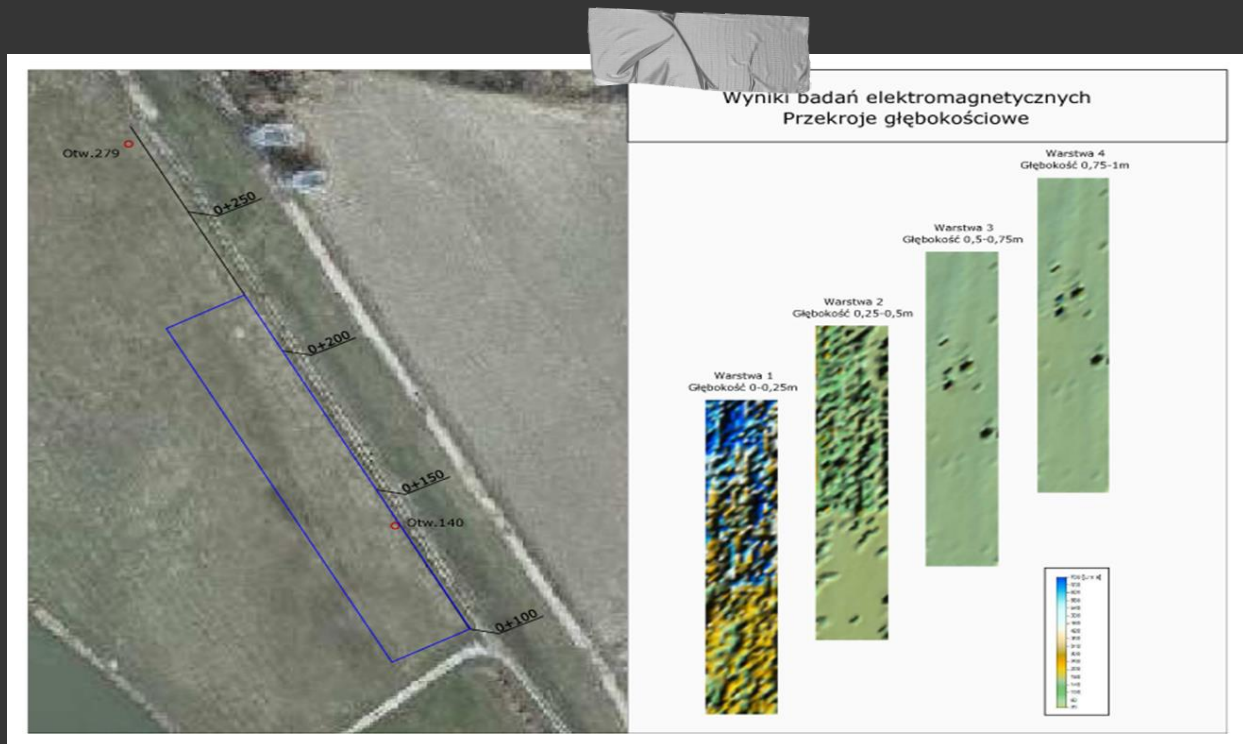 Wyniki badań elektromagnetycznych
Przekroje głębokościowe
Otw.279
0+250
0+200
0+150
Otw.140
0+100
Warstwa 4
Głębokość 0,75-1m
Warstwa 3
Głębokość 0,5-0,75m
Warstwa 2
Głębokość 0,25-0,5m
Warstwa 1
Głębokość 0-0,25m